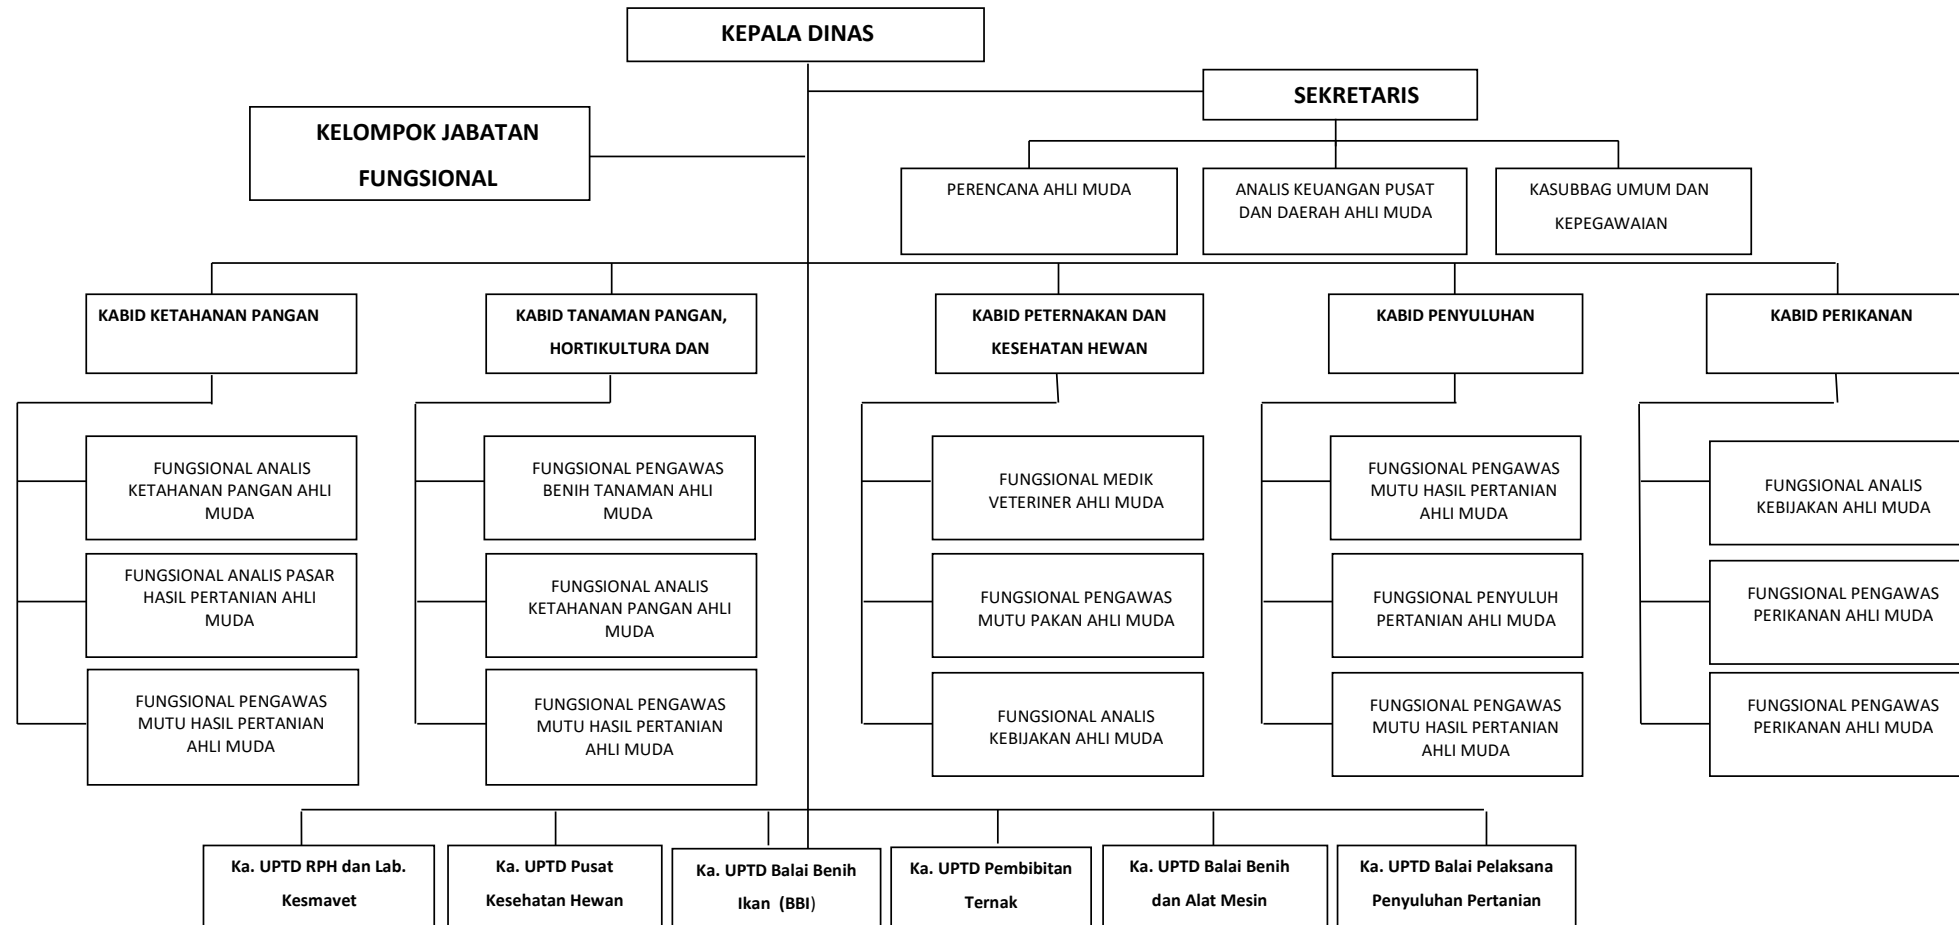 KEPALA DINAS
SEKRETARIS
KELOMPOK JABATAN
FUNGSIONAL
PERENCANA AHLI MUDA
ANALIS KEUANGAN PUSAT
DAN DAERAH AHLI MUDA
KASUBBAG UMUM DAN
KEPEGAWAIAN
KABID KETAHANAN PANGAN
KABID TANAMAN PANGAN,
HORTIKULTURA DAN
KABID PETERNAKAN DAN
KESEHATAN HEWAN
KABID PENYULUHAN
KABID PERIKANAN
FUNGSIONAL ANALIS
KETAHANAN PANGAN AHLI
MUDA
FUNGSIONAL PENGAWAS
BENIH TANAMAN AHLI
MUDA
FUNGSIONAL MEDIK
VETERINER AHLI MUDA
FUNGSIONAL PENGAWAS
MUTU HASIL PERTANIAN
AHLI MUDA
FUNGSIONAL ANALIS
KEBIJAKAN AHLI MUDA
FUNGSIONAL ANALIS PASAR
HASIL PERTANIAN AHLI
MUDA
FUNGSIONAL ANALIS
KETAHANAN PANGAN AHLI
MUDA
FUNGSIONAL PENGAWAS
MUTU PAKAN AHLI MUDA
FUNGSIONAL PENYULUH
PERTANIAN AHLI MUDA
FUNGSIONAL PENGAWAS
PERIKANAN AHLI MUDA
FUNGSIONAL PENGAWAS
MUTU HASIL PERTANIAN
AHLI MUDA
FUNGSIONAL PENGAWAS
MUTU HASIL PERTANIAN
AHLI MUDA
FUNGSIONAL ANALIS
KEBIJAKAN AHLI MUDA
FUNGSIONAL PENGAWAS
MUTU HASIL PERTANIAN
AHLI MUDA
FUNGSIONAL PENGAWAS
PERIKANAN AHLI MUDA
Ka. UPTD RPH dan Lab.
Kesmavet
Ka. UPTD Pusat
Kesehatan Hewan
Ka. UPTD Balai Benih
Ikan (BBI)
Ka. UPTD Pembibitan
Ternak
Ka. UPTD Balai Benih
dan Alat Mesin
Ka. UPTD Balai Pelaksana
Penyuluhan Pertanian